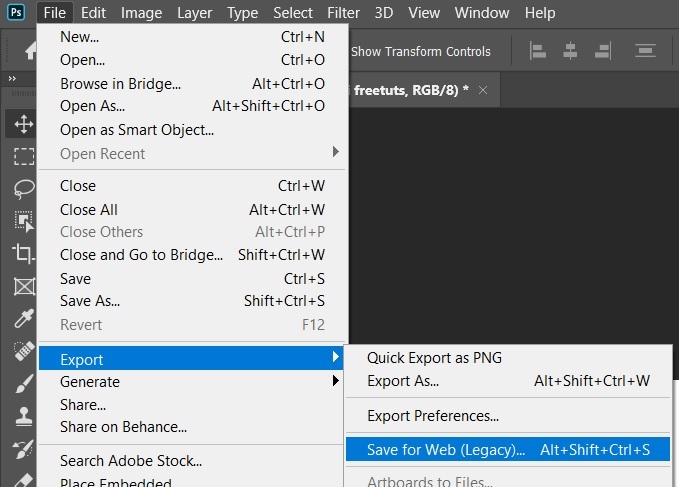 Ps File Edit Image Layer Type Select Filter 3D View Window Help
New... Ctrl+N
Open... Ctrl+O
Show Transform Controls
Browse in Bridge... Alt+Ctrl+O
freetuts, RGB/8) * ×
Open As... Alt+Shift+Ctrl+O
Open as Smart Object...
Open Recent
Close Ctrl+W
Close All Alt+Ctrl+W
Close Others Alt+Ctrl+P
Close and Go to Bridge... Shift+Ctrl+W
Save Ctrl+S
Save As... Shift+Ctrl+S
Revert F12
Export
Quick Export as PNG
Generate
Export As... Alt+Shift+Ctrl+W
Share...
Export Preferences...
Share on Behance...
Save for Web (Legacy)... Alt+Shift+Ctrl+S
Search Adobe Stock...
Place Embedded
Artboards to Files...